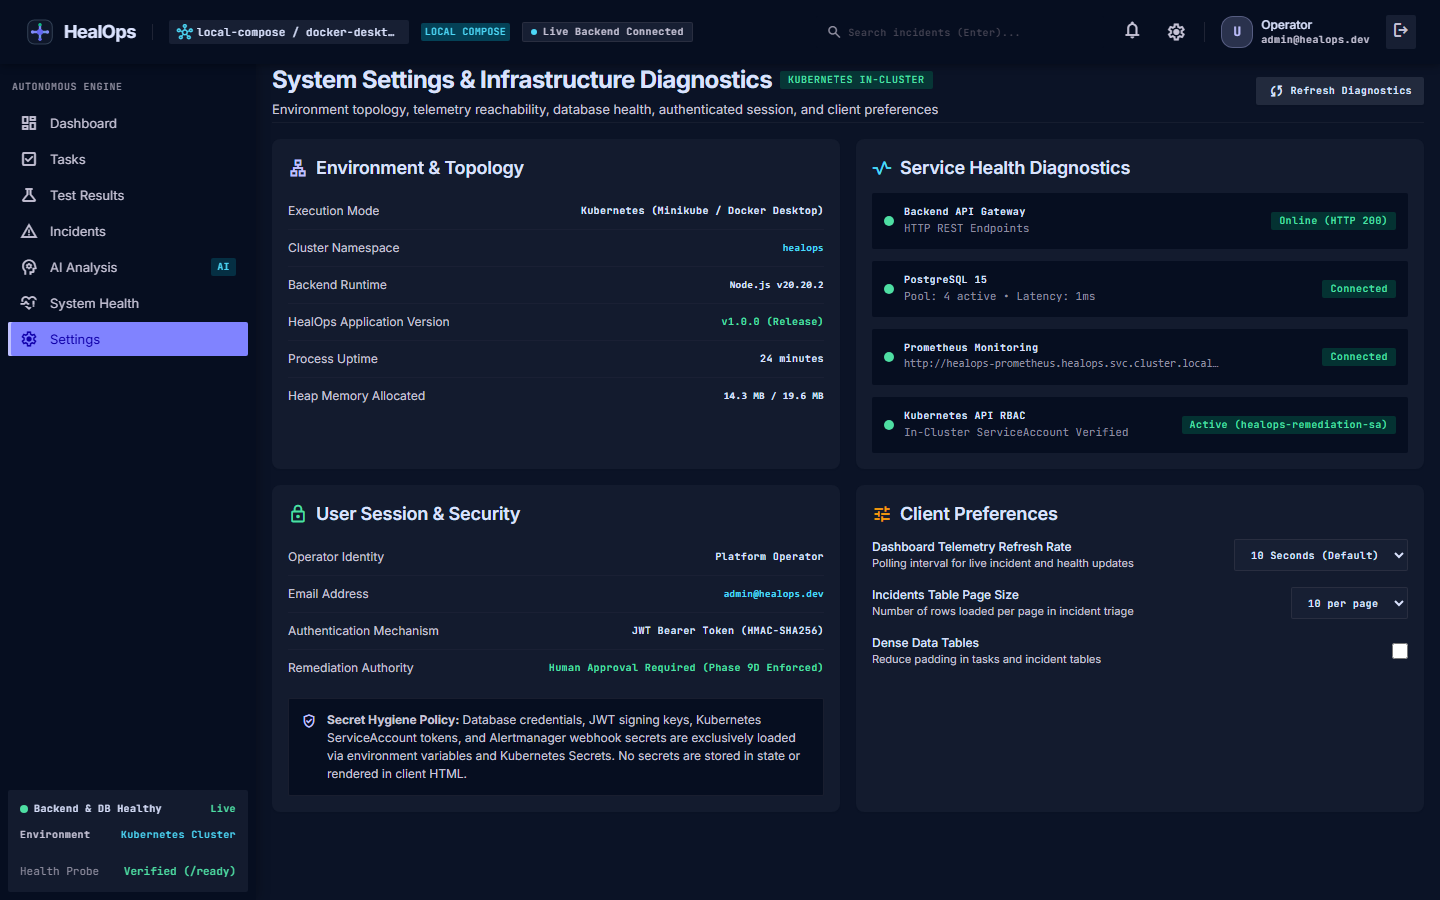 HealOps
local-compose / docker-deskt…
LOCAL COMPOSE
Live Backend Connected
Search incidents (Enter)...
U
Operator
admin@healops.dev
AUTONOMOUS ENGINE
Dashboard
Tasks
Test Results
Incidents
AI Analysis
AI
System Health
Settings
Backend & DB Healthy
Live
Environment
Kubernetes Cluster
Health Probe
Verified (/ready)
System Settings & Infrastructure Diagnostics
KUBERNETES IN-CLUSTER
Environment topology, telemetry reachability, database health, authenticated session, and client preferences
Refresh Diagnostics
Environment & Topology
Execution Mode
Kubernetes (Minikube / Docker Desktop)
Cluster Namespace
healops
Backend Runtime
Node.js v20.20.2
HealOps Application Version
v1.0.0 (Release)
Process Uptime
24 minutes
Heap Memory Allocated
14.3 MB / 19.6 MB
Service Health Diagnostics
Backend API Gateway
HTTP REST Endpoints
Online (HTTP 200)
PostgreSQL 15
Pool: 4 active • Latency: 1ms
Connected
Prometheus Monitoring
http://healops-prometheus.healops.svc.cluster.local…
Connected
Kubernetes API RBAC
In-Cluster ServiceAccount Verified
Active (healops-remediation-sa)
User Session & Security
Operator Identity
Platform Operator
Email Address
admin@healops.dev
Authentication Mechanism
JWT Bearer Token (HMAC-SHA256)
Remediation Authority
Human Approval Required (Phase 9D Enforced)
Secret Hygiene Policy: Database credentials, JWT signing keys, Kubernetes
ServiceAccount tokens, and Alertmanager webhook secrets are exclusively loaded
via environment variables and Kubernetes Secrets. No secrets are stored in state or
rendered in client HTML.
Client Preferences
Dashboard Telemetry Refresh Rate
Polling interval for live incident and health updates
10 Seconds (Default)
Incidents Table Page Size
Number of rows loaded per page in incident triage
10 per page
Dense Data Tables
Reduce padding in tasks and incident tables